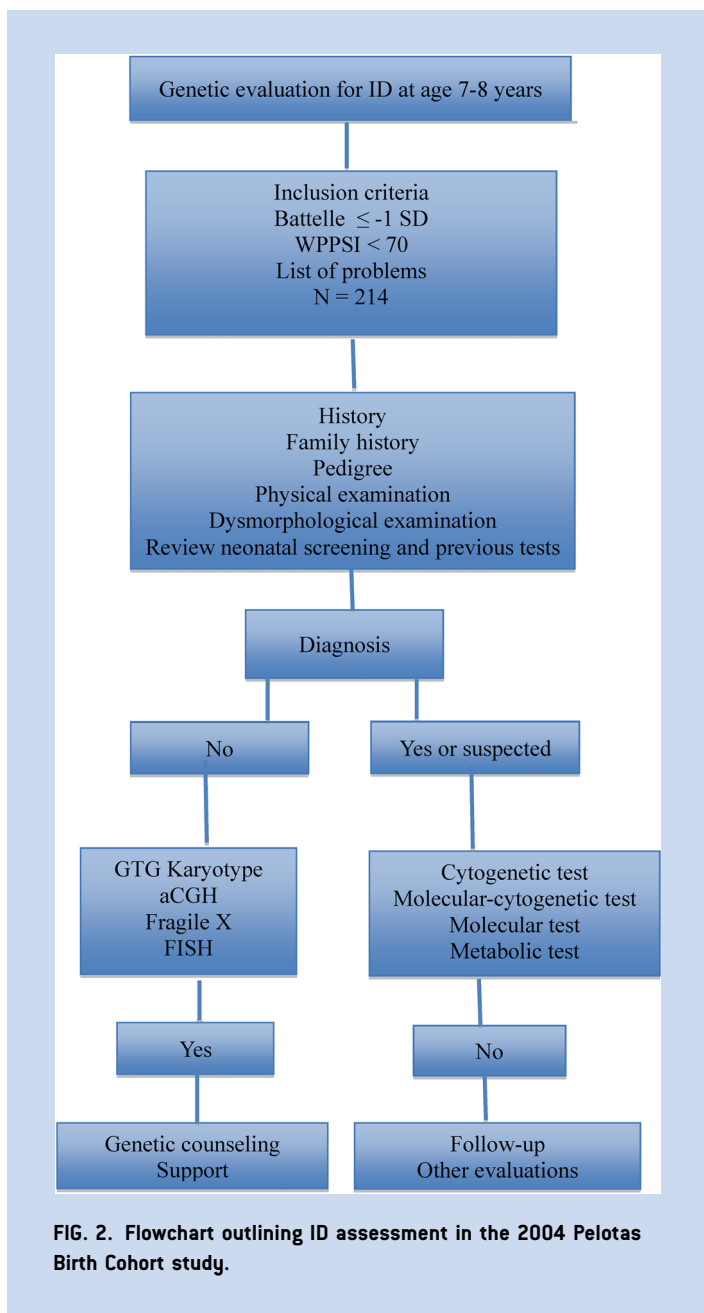 Genetic evaluation for ID at age 7-8 years
Inclusion criteria
Battelle ≤ -1 SD
WPPSI < 70
List of problems
N = 214
History
Family history
Pedigree
Physical examination
Dysmorphological examination
Review neonatal screening and previous tests
Diagnosis
No
Yes or suspected
GTG Karyotype
aCGH
Fragile X
FISH
Cytogenetic test
Molecular-cytogenetic test
Molecular test
Metabolic test
Yes
No
Genetic counseling
Support
Follow-up
Other evaluations
FIG. 2. Flowchart outlining ID assessment in the 2004 Pelotas
Birth Cohort study.